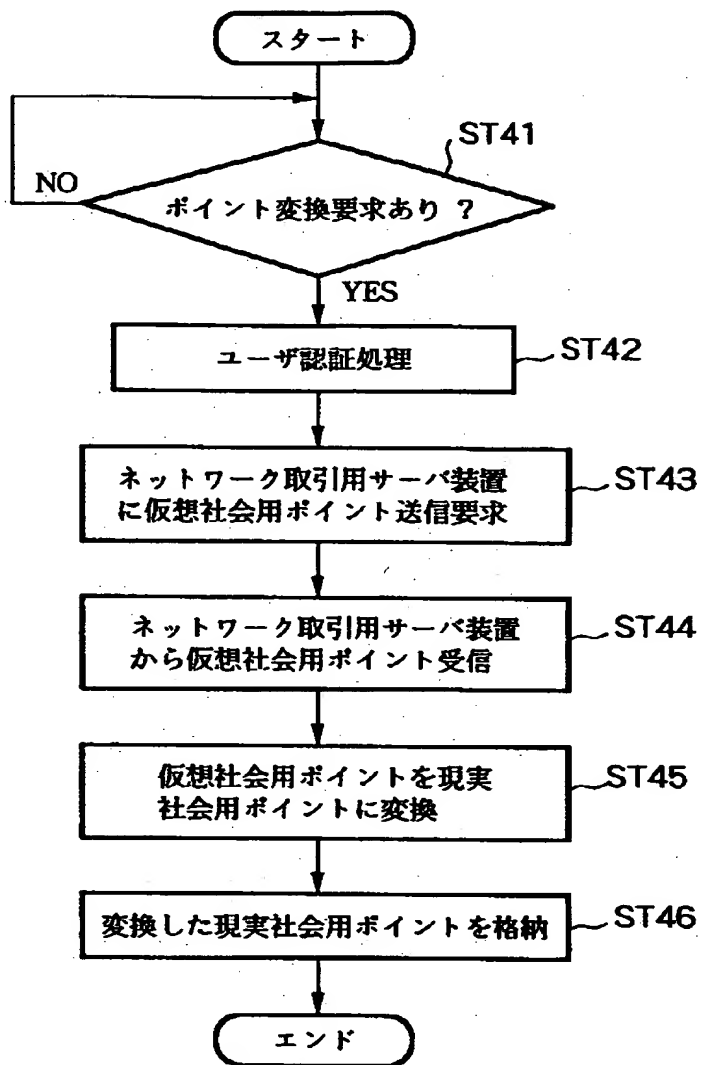 スタート
ST41
NO
ポイント変換要求あり ?
YES
ユーザ認証処理
ST42
ネットワーク取引用サーバ装置
に仮想社会用ポイント送信要求
ST43
ネットワーク取引用サーバ装置
から仮想社会用ポイント受信
ST44
仮想社会用ポイントを現実
社会用ポイントに変換
ST45
変換した現実社会用ポイントを格納
ST46
エンド